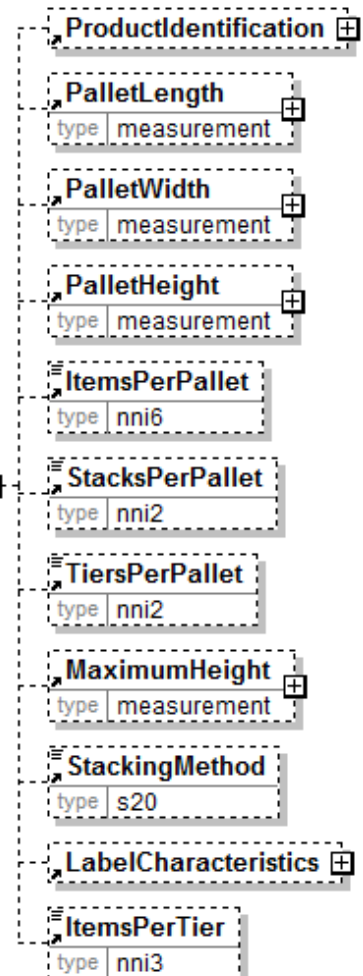 ProductIdentification
PalletLength
type measurement
PalletWidth
type measurement
PalletHeight
type measurement
ItemsPerPallet
type nni6
StacksPerPallet
type nni2
TiersPerPallet
type nni2
MaximumHeight
type measurement
StackingMethod
type s20
LabelCharacteristics
ItemsPerTier
type nni3